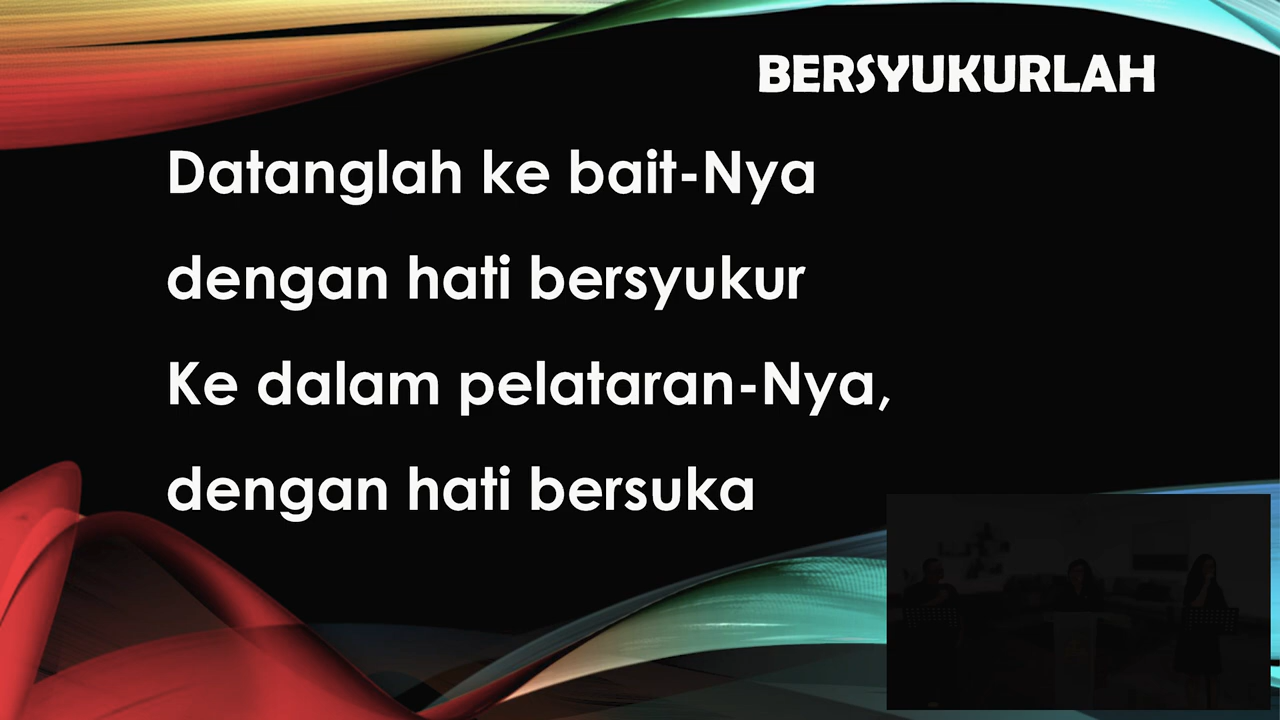 BERSYUKURLAH
Datanglah ke bait-Nya
dengan hati bersyukur
Ke dalam pelataran-Nya,
dengan hati bersuka